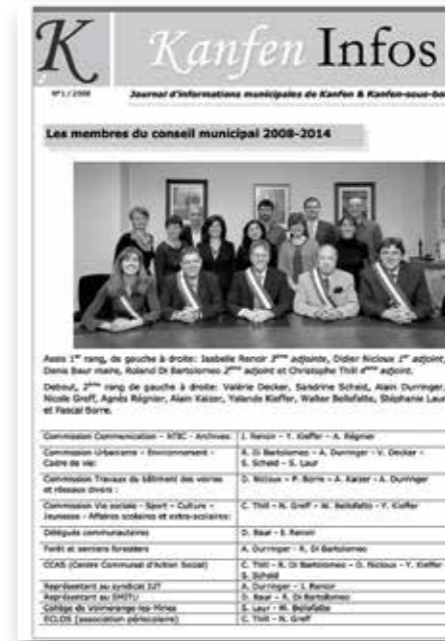 K Kanfen Infos
N°1 / 2008 Journal d'informations municipales de Kanfen & Kanfen-sous-bo
Les membres du conseil municipal 2008-2014
Assis 1er rang, de gauche à droite: Isabelle Renoir 3ème adjointe, Didier Nicloux 1er adjoint,
Denis Baur maire, Roland Di Bartolomeo 2ème adjoint et Christophe Thill 4ème adjoint.
Debout, 2ème rang de gauche à droite: Valérie Decker, Sandrine Scheid, Alain Durringer,
Nicole Greff, Agnès Régnier, Alain Kaizer, Yolande Kieffer, Walter Bellofatto, Stéphanie Laur
et Pascal Borre.
Commission Communication – NTIC - Archives: I. Renoir – Y. Kieffer – A. Régnier
Commission Urbanisme – Environnement - R. Di Bartolomeo – A. Durringer - V. Decker -
Cadre de vie: S. Scheid – S. Laur
Commission Travaux du bâtiment des voiries D. Nicloux – P. Borre – A. Kaizer - A. Durringer
et réseaux divers :
Commission Vie sociale - Sport – Culture – C. Thill – N. Greff – W. Bellofatto – Y. Kieffer
Jeunesse - Affaires scolaires et extra-scolaires:
Délégués communautaires D. Baur - I. Renoir
Forêt et sentiers forestiers A. Durringer - R. Di Bartolomeo
CCAS (Centre Communal d'Action Social) C. Thill - R. Di Bartolomeo – D. Nicloux – Y. Kieffer
S. Scheid
Représentant au syndicat A. Durringer – I. Renoir
Représentant au SMITU D. Baur – R. Di Bartolomeo
Collège de Volmerange-les-Mines S. Laur - W. Bellofatto
ECLOS (association périscolaire) C. Thill – N. Greff